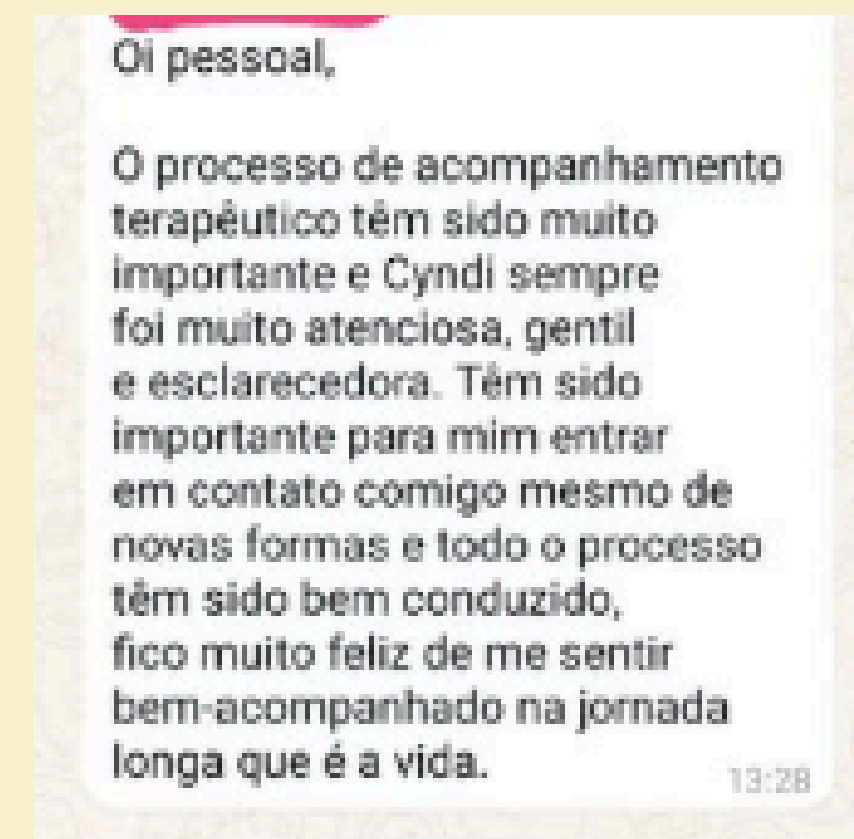 Oi pessoal,
O processo de acompanhamento
terapêutico têm sido muito
importante e Cyndi sempre
foi muito atenciosa, gentil
e esclarecedora. Têm sido
importante para mim entrar
em contato comigo mesmo de
novas formas e todo o processo
têm sido bem conduzido,
fico muito feliz de me sentir
bem-acompanhado na jornada
longa que é a vida.
13:28